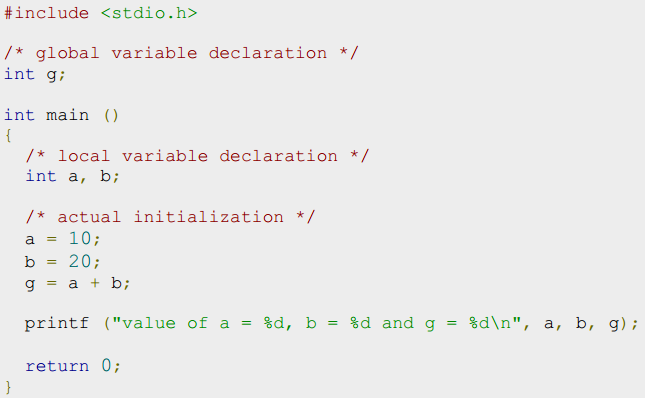 #include <stdio.h>
/* global variable declaration */
int g;
int main ()
{
/* local variable declaration */
int a, b;
/* actual initialization */
a = 10;
b = 20;
g = a + b;
printf ("value of a = %d, b = %d and g = %d\n", a, b, g);
return 0;
}